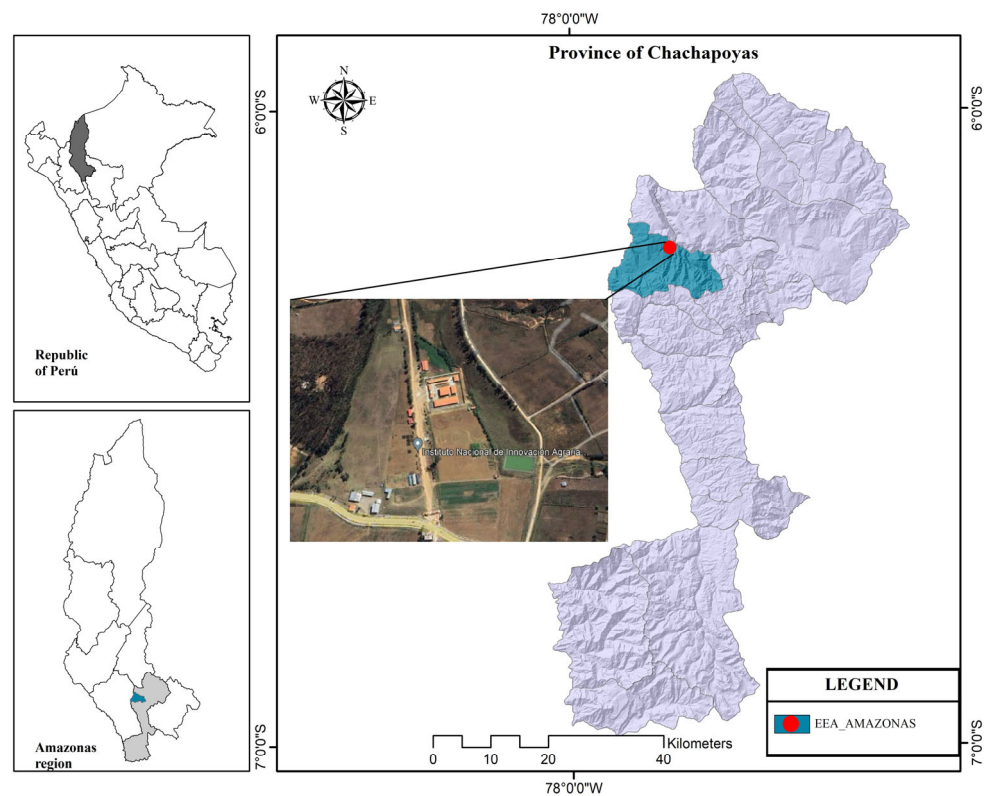 78°0'0"W
Province of Chachapoyas
N
W E
S
6°0'0"S
6°0'0"S
Republic
of Perú
Instituto Nacional de Innovación Agraria...
Amazonas
region
LEGEND
EEA_AMAZONAS
Kilometers
0 10 20 40
7°0'0"S
7°0'0"S
78°0'0"W